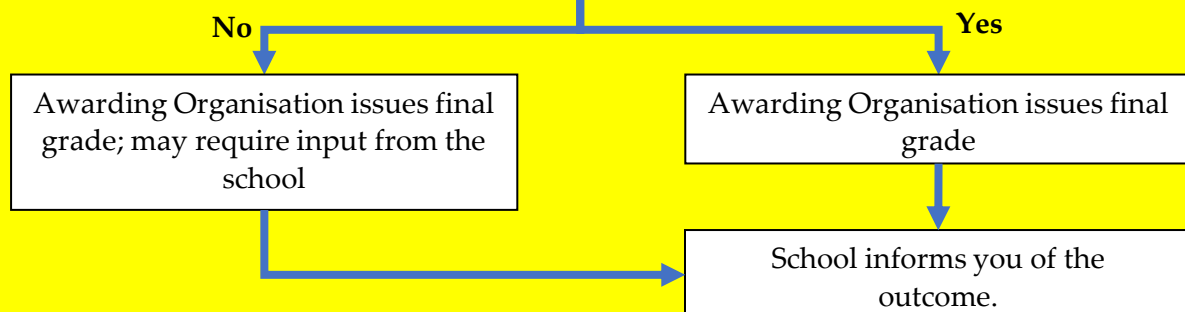 No
Yes
Awarding Organisation issues final
grade; may require input from the
school
Awarding Organisation issues final
grade
School informs you of the
outcome.